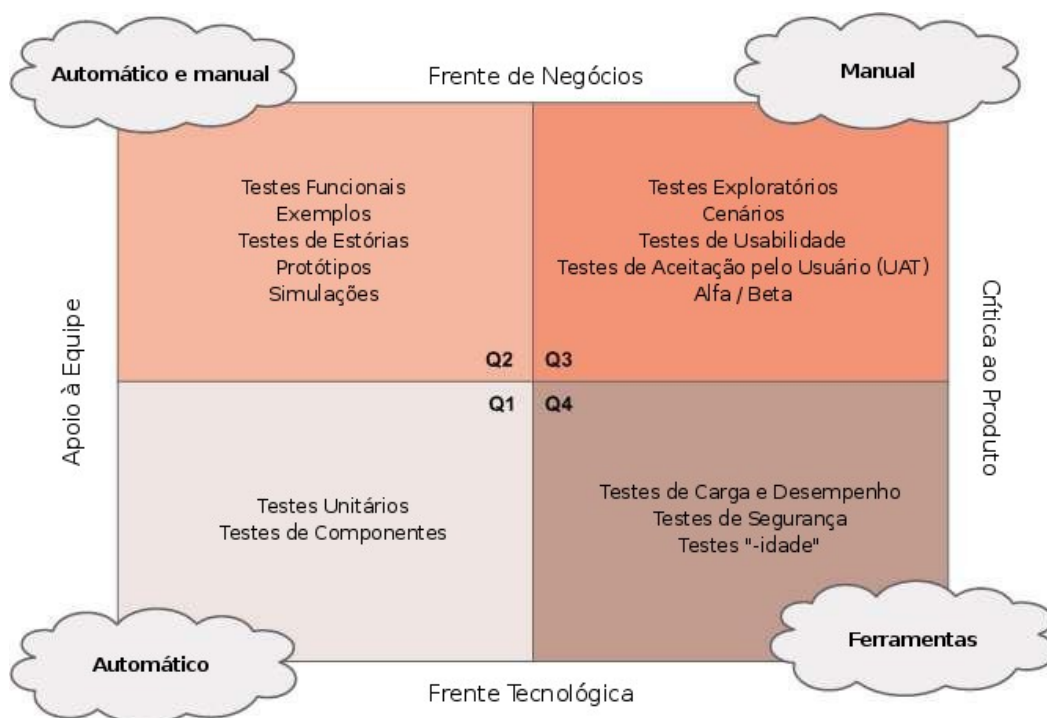 Automático e manual
Frente de Negócios
Manual
Testes Funcionais
Exemplos
Testes de Estórias
Protótipos
Simulações
Testes Exploratórios
Cenários
Testes de Usabilidade
Testes de Aceitação pelo Usuário (UAT)
Alfa / Beta
Apoio à Equipe
Crítica ao Produto
Q2
Q3
Q1
Q4
Testes Unitários
Testes de Componentes
Testes de Carga e Desempenho
Testes de Segurança
Testes "-idade"
Automático
Frente Tecnológica
Ferramentas